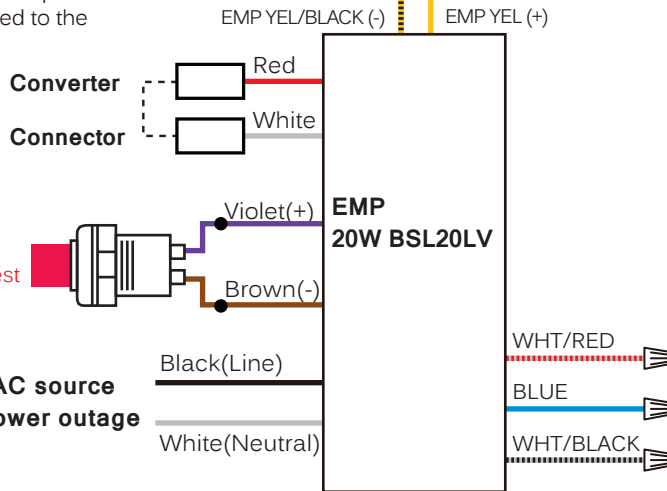 ed to the
EMP YEL/BLACK (-)
EMP YEL (+)
Red
Converter
White
Connector
Violet(+)
EMP
20W BSL20LV
est
Brown(-)
WHT/RED
Black(Line)
AC source
BLUE
ower outage
White(Neutral)
WHT/BLACK